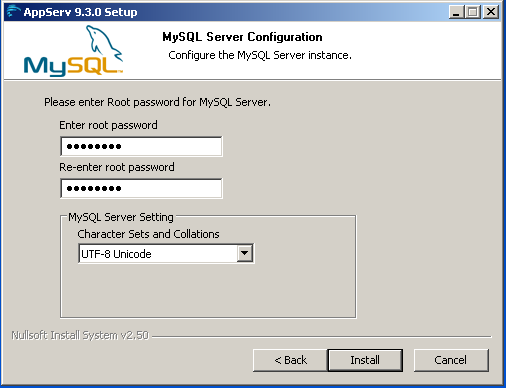 AppServ 9.3.0 Setup
MySQL
MySQL Server Configuration
Configure the MySQL Server instance.
Please enter Root password for MySQL Server.
Enter root password
●●●●●●●●
Re-enter root password
●●●●●●●●
MySQL Server Setting
Character Sets and Collations
UTF-8 Unicode
Nullsoft Install System v2.50
< Back
Install
Cancel